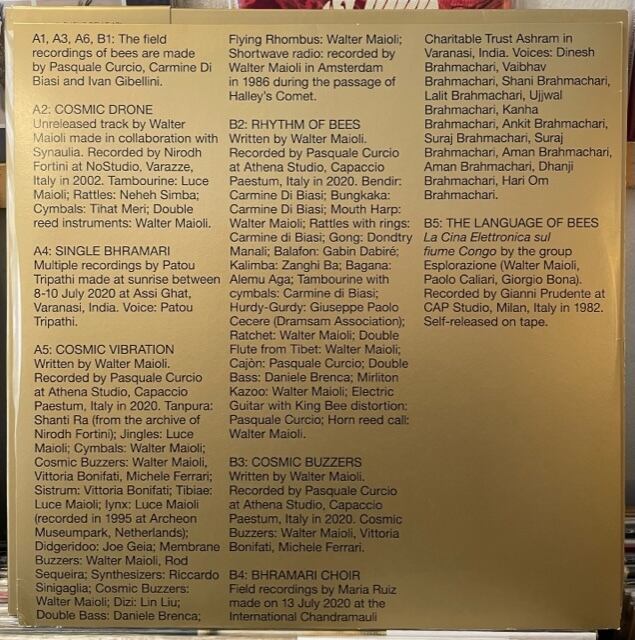 A1, A3, A6, B1: The field
recordings of bees are made
by Pasquale Curcio, Carmine Di
Biasi and Ivan Gibellini.
A2: COSMIC DRONE
Unreleased track by Walter
Maioli made in collaboration with
Synaulia. Recorded by Nirodh
Fortini at NoStudio, Varazze,
Italy in 2002. Tambourine: Luce
Maioli; Rattles: Neheh Simba;
Cymbals: Tihat Meri; Double
reed instruments: Walter Maioli.
A4: SINGLE BHRAMARI
Multiple recordings by Patou
Tripathi made at sunrise between
8-10 July 2020 at Assi Ghat,
Varanasi, India. Voice: Patou
Tripathi.
A5: COSMIC VIBRATION
Written by Walter Maioli.
Recorded by Pasquale Curcio
at Athena Studio, Capaccio
Paestum, Italy in 2020. Tanpura:
Shanti Ra (from the archive of
Nirodh Fortini); Jingles: Luce
Maioli; Cymbals: Walter Maioli;
Cosmic Buzzers: Walter Maioli,
Vittoria Bonifati, Michele Ferrari;
Sistrum: Vittoria Bonifati; Tibiae:
Luce Maioli; Iynx: Luce Maioli
(recorded in 1995 at Archeon
Museumpark, Netherlands);
Didgeridoo: Joe Geia; Membrane
Buzzers: Walter Maioli, Rod
Sequeira; Synthesizers: Riccardo
Sinigaglia; Cosmic Buzzers:
Walter Maioli; Dizi: Lin Liu;
Double Bass: Daniele Brenca;
Flying Rhombus: Walter Maioli;
Shortwave radio: recorded by
Walter Maioli in Amsterdam
in 1986 during the passage of
Halley's Comet.
B2: RHYTHM OF BEES
Written by Walter Maioli.
Recorded by Pasquale Curcio
at Athena Studio, Capaccio
Paestum, Italy in 2020. Bendir:
Carmine Di Biasi; Bungkaka:
Carmine Di Biasi; Mouth Harp:
Walter Maioli; Rattles with rings:
Carmine di Biasi; Gong: Dondtry
Manali; Balafon: Gabin Dabiré;
Kalimba: Zanghi Ba; Bagana:
Alemu Aga; Tambourine with
cymbals: Carmine di Biasi;
Hurdy-Gurdy: Giuseppe Paolo
Cecere (Dramsam Association);
Ratchet: Walter Maioli; Double
Flute from Tibet: Walter Maioli;
Cajòn: Pasquale Curcio; Double
Bass: Daniele Brenca; Mirliton
Kazoo: Walter Maioli; Electric
Guitar with King Bee distortion:
Pasquale Curcio; Horn reed call:
Walter Maioli.
B3: COSMIC BUZZERS
Written by Walter Maioli.
Recorded by Pasquale Curcio
at Athena Studio, Capaccio
Paestum, Italy in 2020. Cosmic
Buzzers: Walter Maioli, Vittoria
Bonifati, Michele Ferrari.
B4: BHRAMARI CHOIR
Field recordings by Maria Ruiz
made on 13 July 2020 at the
International Chandramauli
Charitable Trust Ashram in
Varanasi, India. Voices: Dinesh
Brahmachari, Vaibhav
Brahmachari, Shani Brahmachari,
Lalit Brahmachari, Ujjwal
Brahmachari, Kanha
Brahmachari, Ankit Brahmachari,
Suraj Brahmachari, Suraj
Brahmachari, Aman Brahmachari,
Aman Brahmachari, Dhanji
Brahmachari, Hari Om
Brahmachari.
B5: THE LANGUAGE OF BEES
La Cina Elettronica sul
fiume Congo by the group
Esplorazione (Walter Maioli,
Paolo Caliari, Giorgio Bona).
Recorded by Gianni Prudente at
CAP Studio, Milan, Italy in 1982.
Self-released on tape.